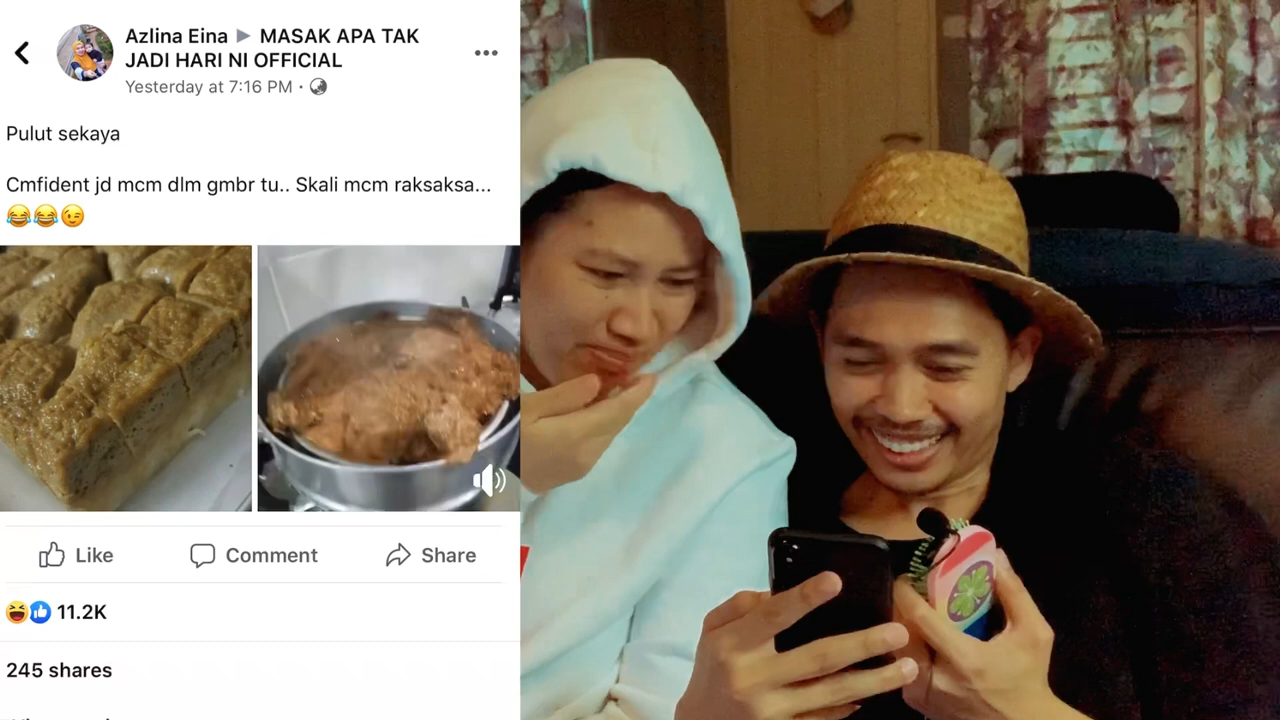 Azlina Eina ▶ MASAK APA TAK
JADI HARI NI OFFICIAL
Yesterday at 7:16 PM ·
Pulut sekaya
Cmfident jd mcm dlm gmbr tu.. Skali mcm raksaksa...
😂😂😉
Like
Comment
Share
11.2K
245 shares